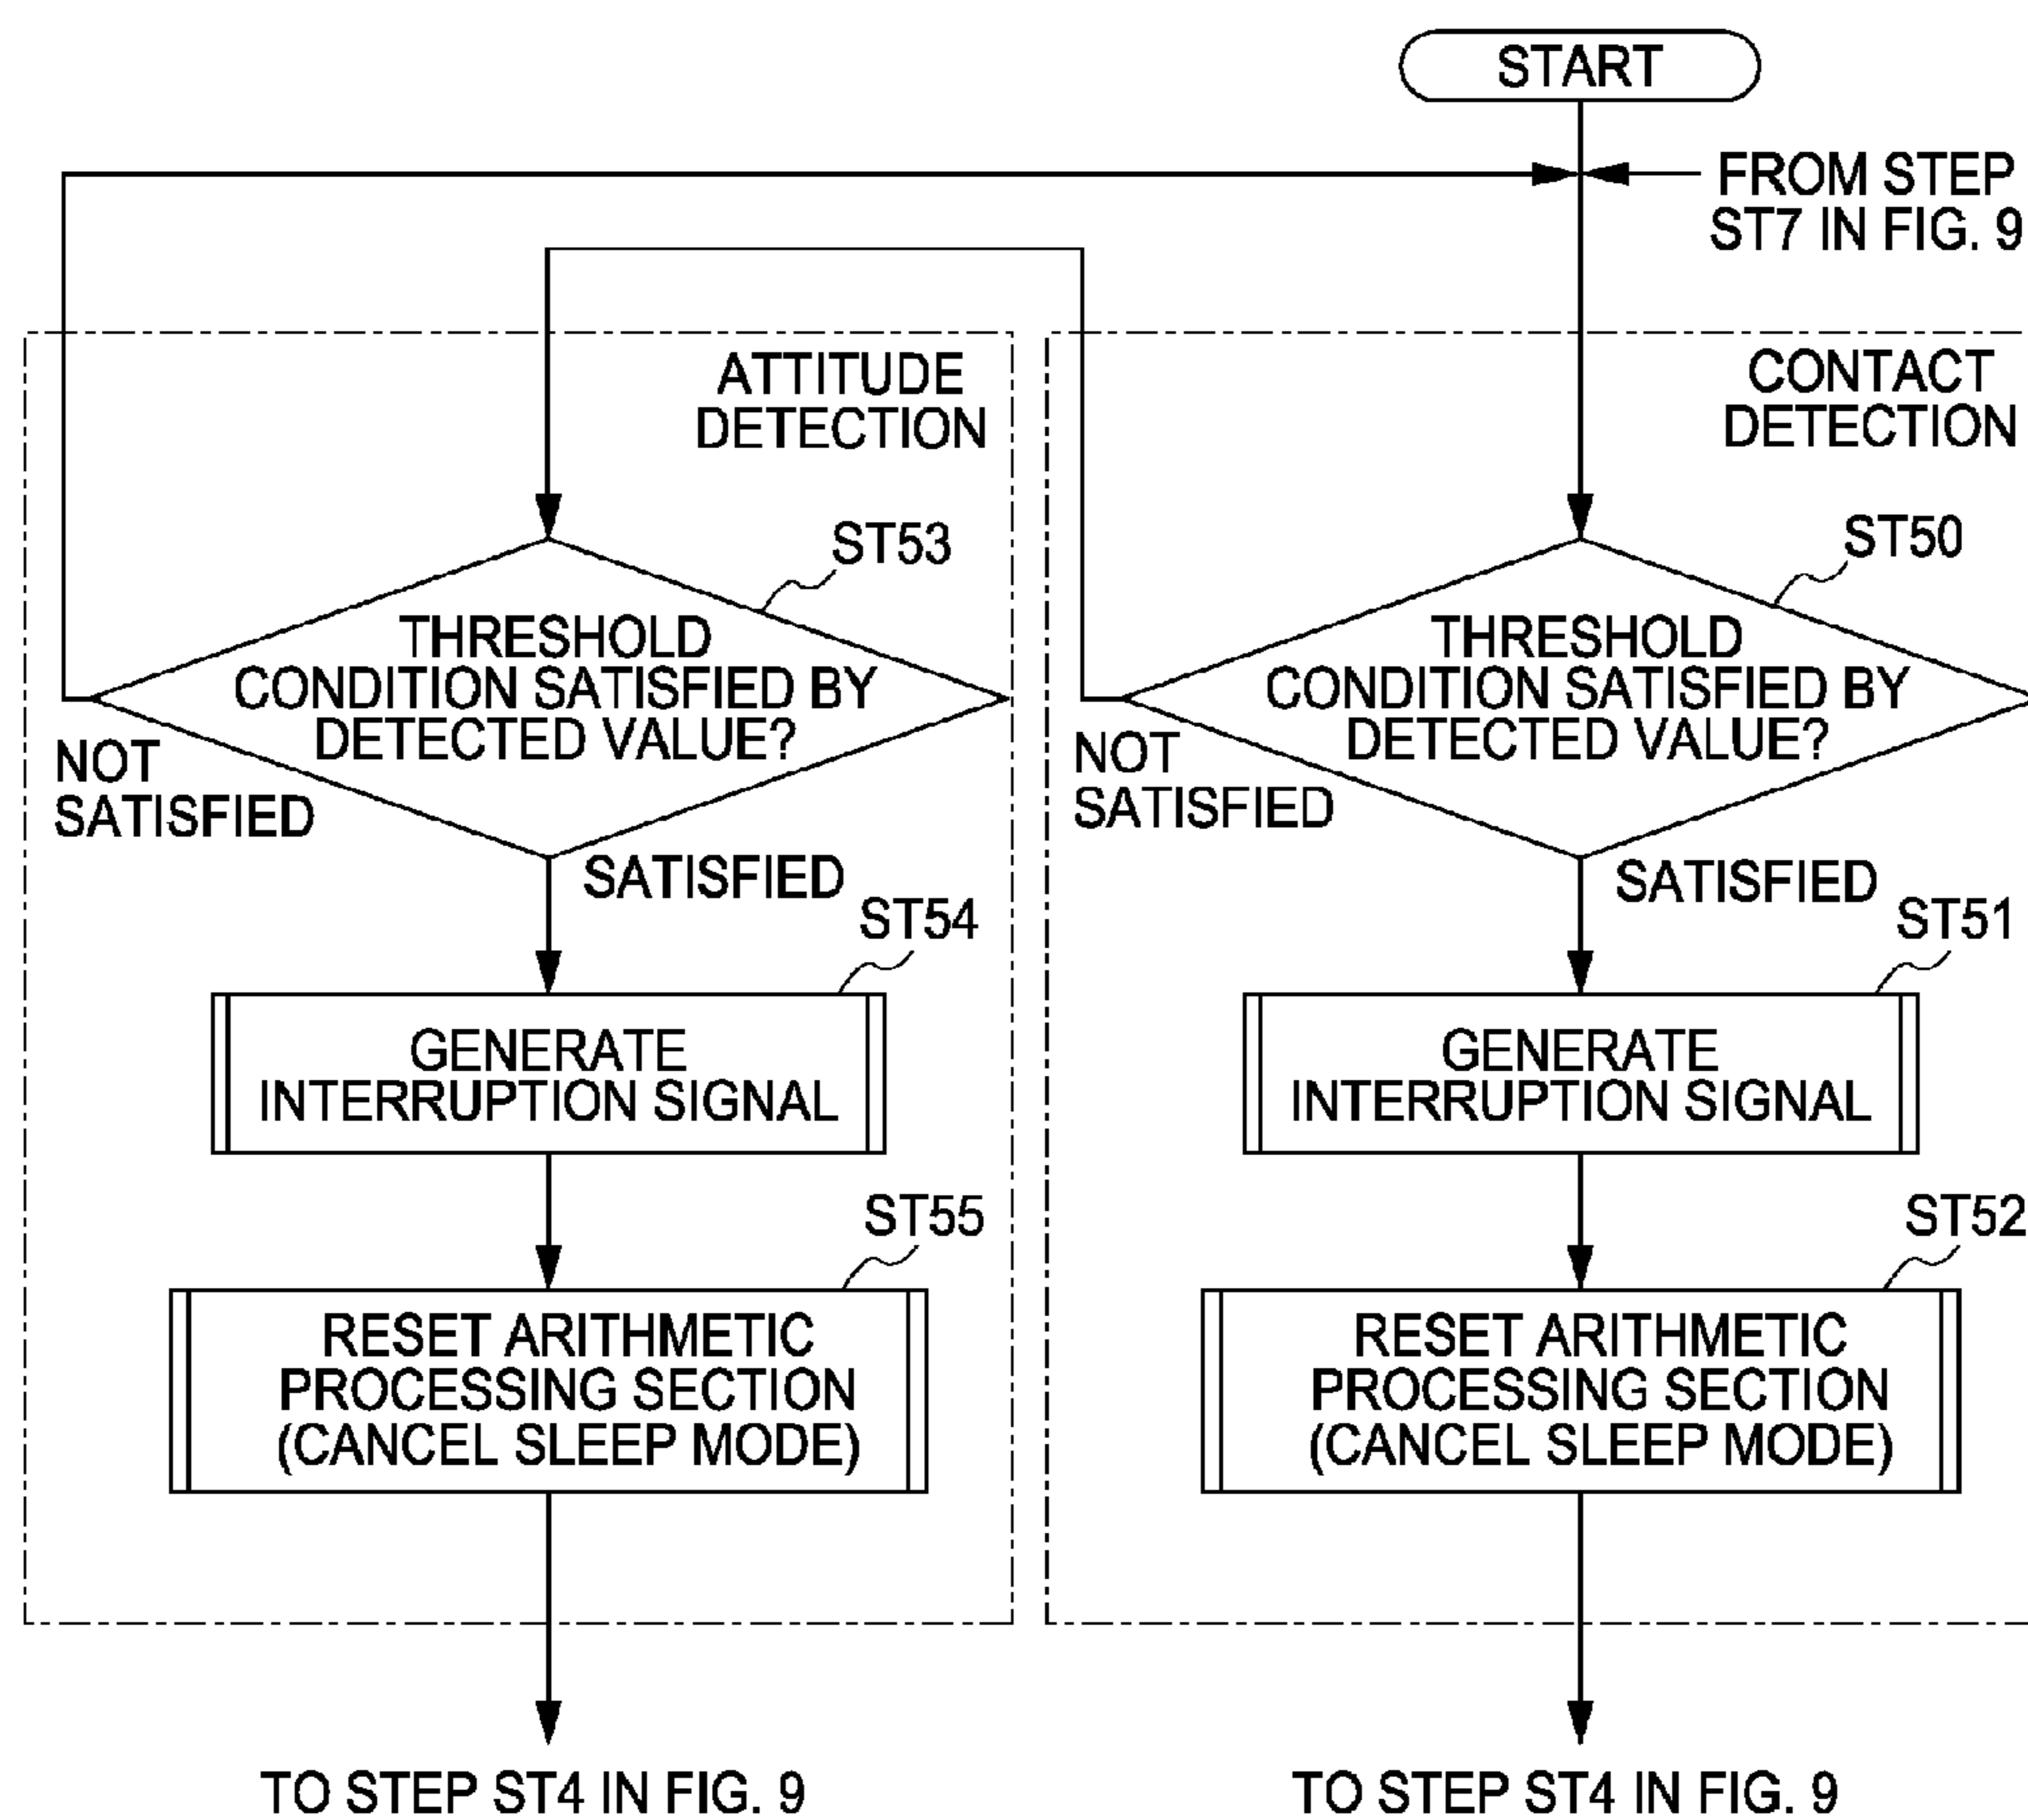 START
FROM STEP
ST7 IN FIG. 9
ATTITUDE
DETECTION
CONTACT
DETECTION
ST53
THRESHOLD
CONDITION SATISFIED BY
DETECTED VALUE?
NOT
SATISFIED
SATISFIED
ST54
GENERATE
INTERRUPTION SIGNAL
ST55
RESET ARITHMETIC
PROCESSING SECTION
(CANCEL SLEEP MODE)
TO STEP ST4 IN FIG. 9
ST50
THRESHOLD
CONDITION SATISFIED BY
DETECTED VALUE?
NOT
SATISFIED
SATISFIED
ST51
GENERATE
INTERRUPTION SIGNAL
ST52
RESET ARITHMETIC
PROCESSING SECTION
(CANCEL SLEEP MODE)
TO STEP ST4 IN FIG. 9